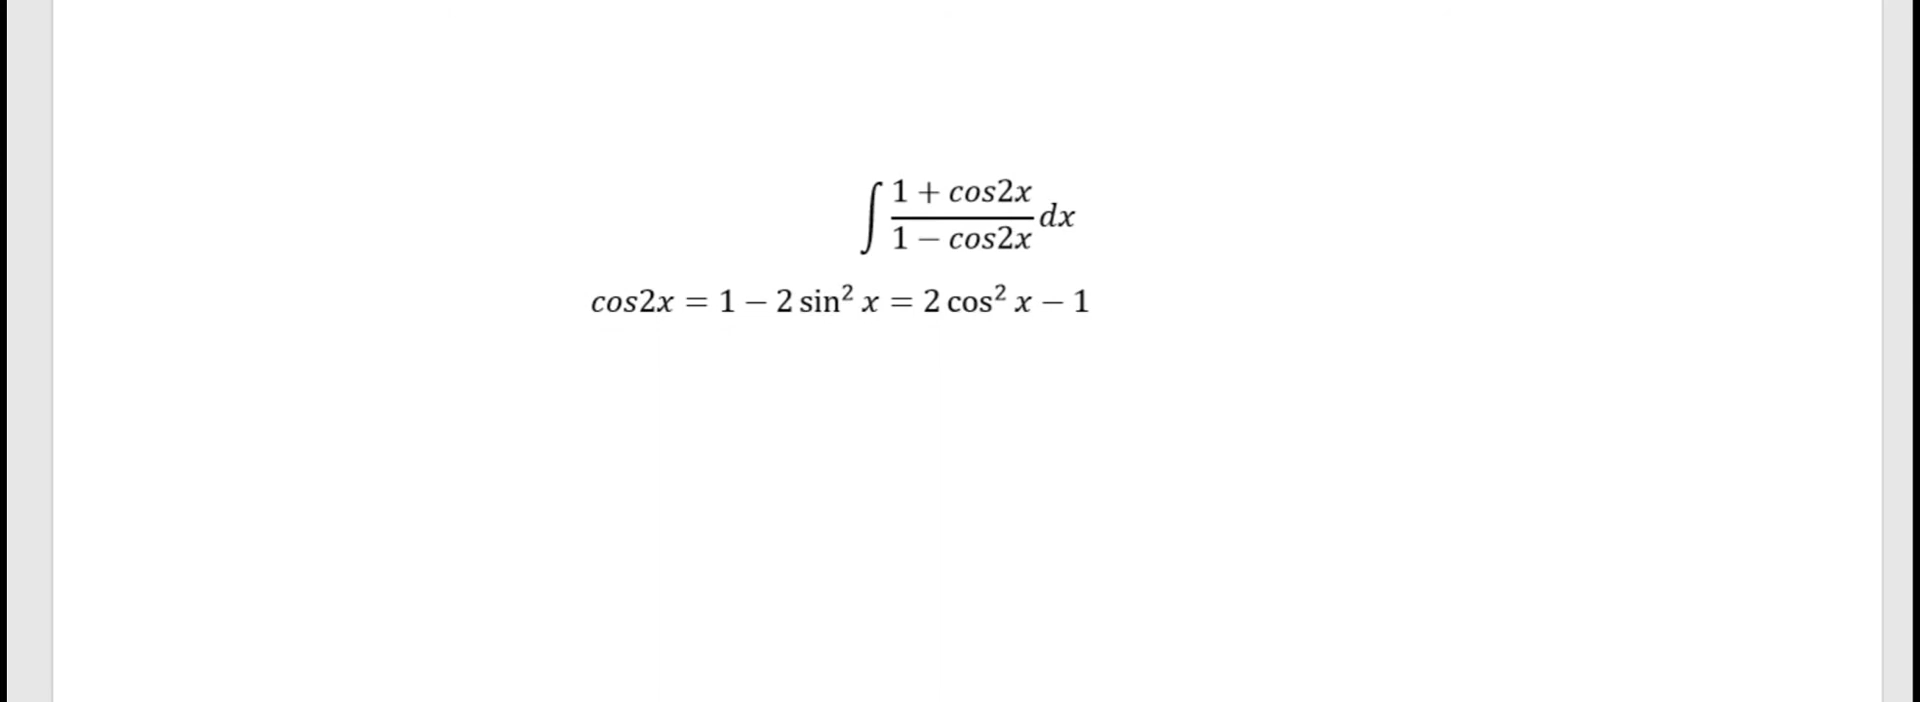 ∫ (1 + cos2x)/(1 − cos2x) dx
cos2x = 1 − 2 sin² x = 2 cos² x − 1